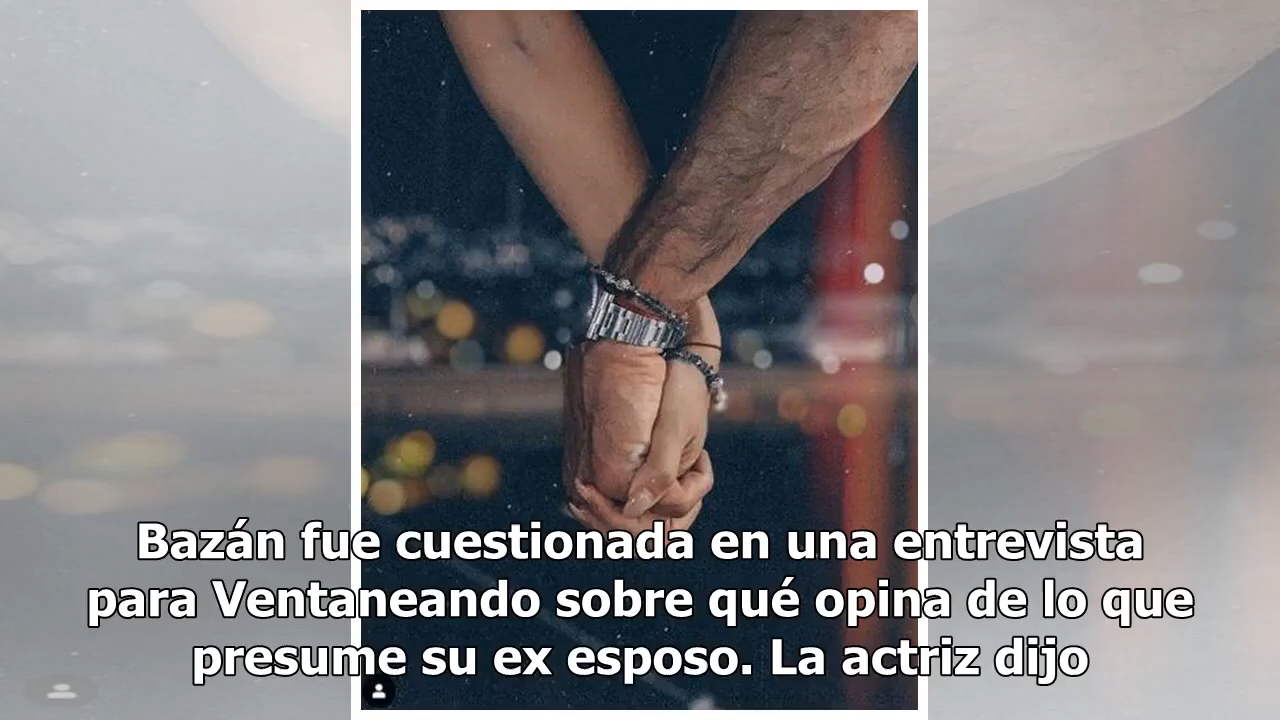 Bazán fue cuestionada en una entrevista
para Ventaneando sobre qué opina de lo que
presume su ex esposo. La actriz dijo